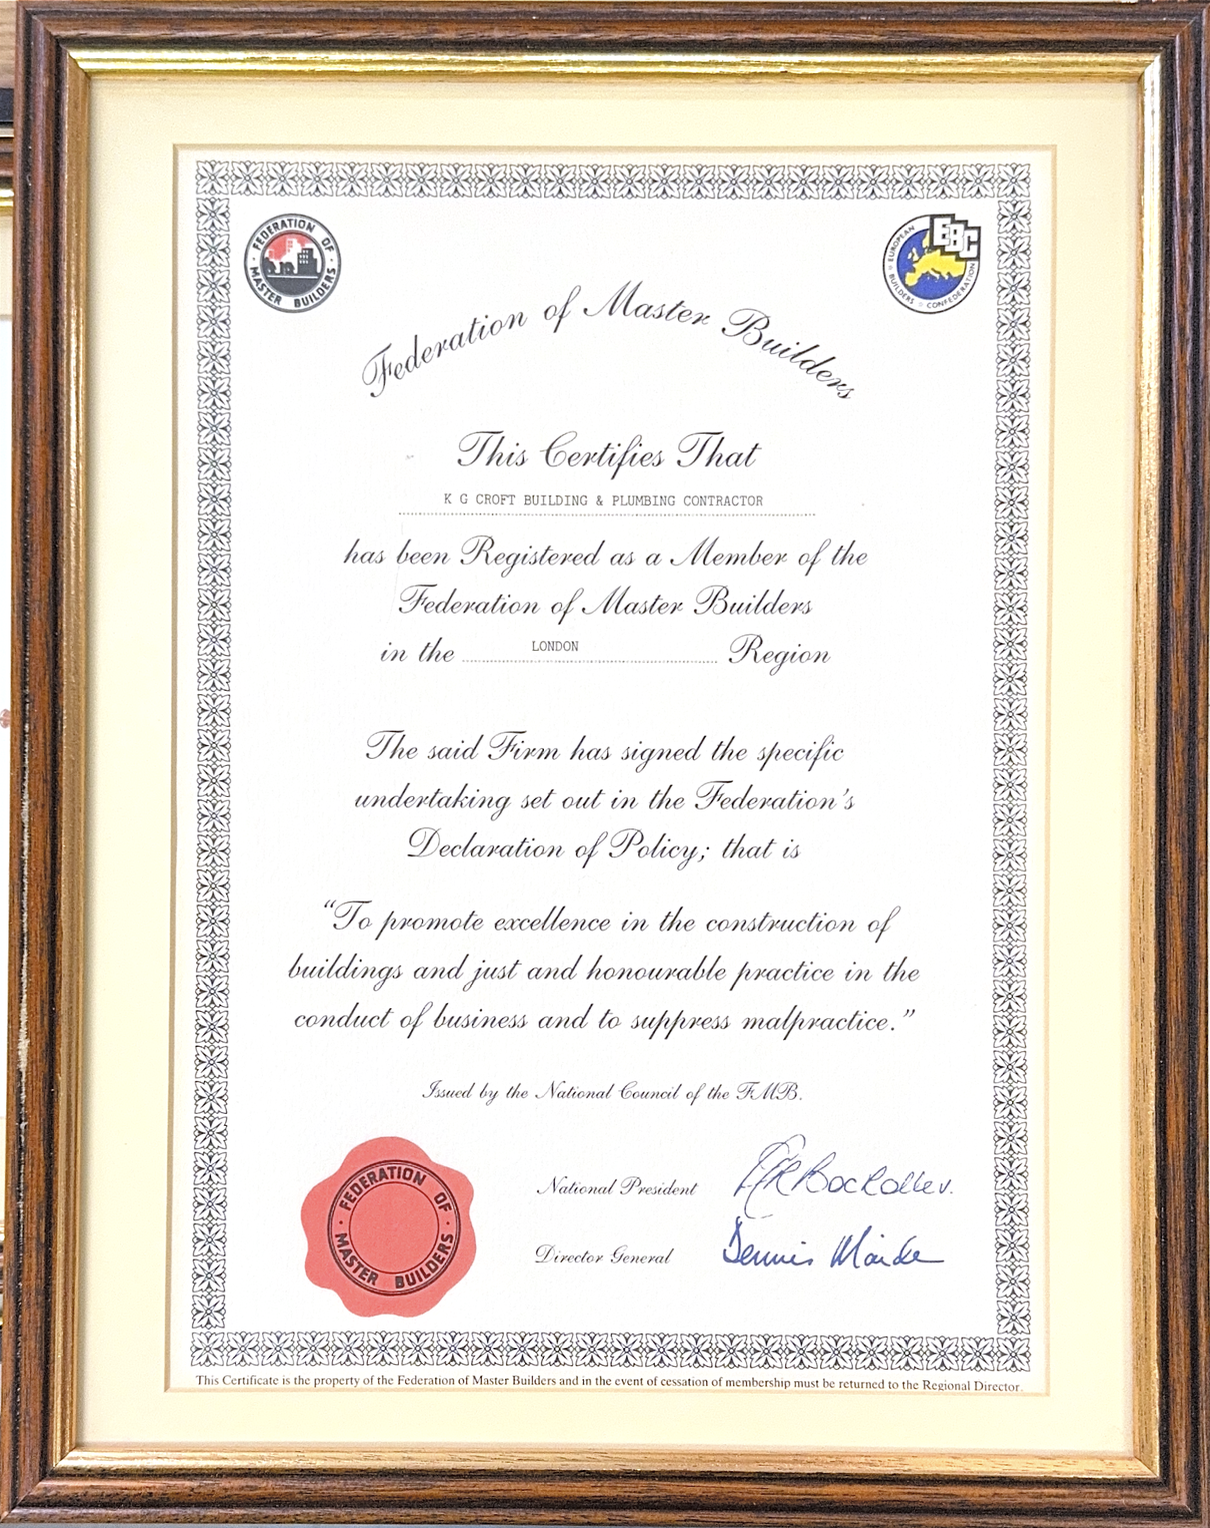 FEDERATION OF MASTER BUILDERS
EUROPEAN BUILDERS CONFEDERATION
EBC
Federation of Master Builders
This Certifies That
K G CROFT BUILDING & PLUMBING CONTRACTOR
has been Registered as a Member of the
Federation of Master Builders
in the LONDON Region
The said Firm has signed the specific
undertaking set out in the Federation's
Declaration of Policy; that is
"To promote excellence in the construction of
buildings and just and honourable practice in the
conduct of business and to suppress malpractice."
Issued by the National Council of the FMB.
National President
Director General Dennis
FEDERATION OF MASTER BUILDERS
This Certificate is the property of the Federation of Master Builders and in the event of cessation of membership must be returned to the Regional Director.